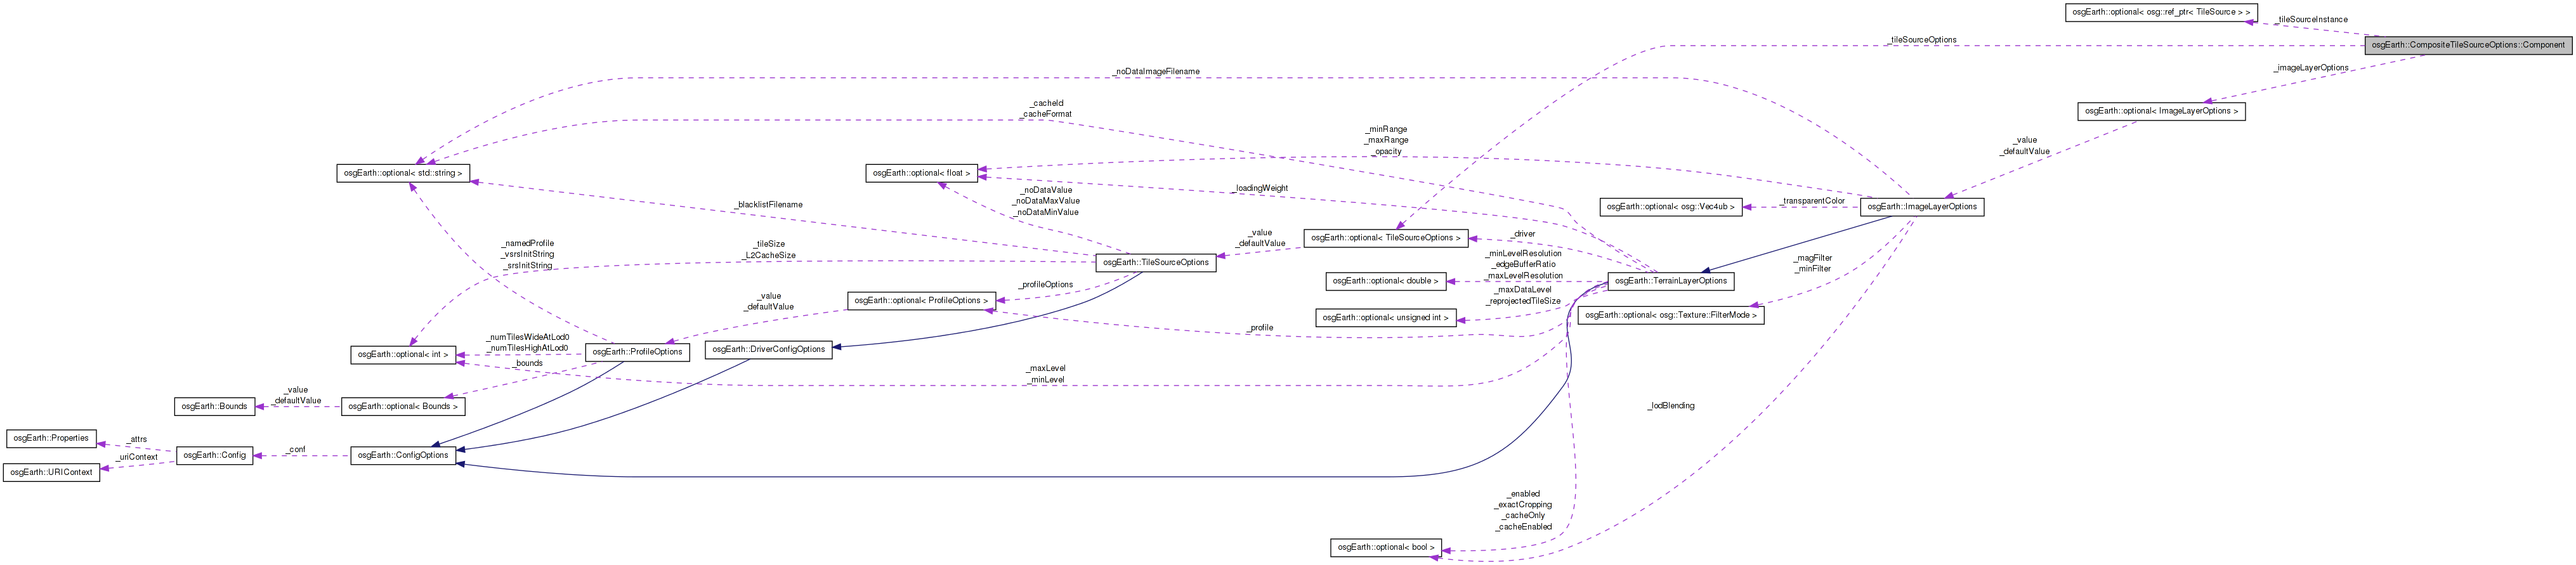 osgEarth::optional< osg::ref_ptr< TileSource > >
_tileSourceInstance
_tileSourceOptions
osgEarth::CompositeTileSourceOptions::Component
_imageLayerOptions
_noDataImageFilename
_cacheId
_cacheFormat
osgEarth::optional< ImageLayerOptions >
_minRange
_maxRange
_opacity
_value
_defaultValue
osgEarth::optional< std::string >
osgEarth::optional< float >
_noDataValue
_noDataMaxValue
_noDataMinValue
_loadingWeight
_blacklistFilename
osgEarth::optional< osg::Vec4ub >
_transparentColor
osgEarth::ImageLayerOptions
_value
_defaultValue
osgEarth::optional< TileSourceOptions >
_driver
_namedProfile
_vsrsInitString
_srsInitString
_tileSize
_L2CacheSize
osgEarth::TileSourceOptions
_minLevelResolution
_edgeBufferRatio
_maxLevelResolution
_magFilter
_minFilter
osgEarth::optional< double >
osgEarth::TerrainLayerOptions
_profileOptions
_value
_defaultValue
osgEarth::optional< ProfileOptions >
_maxDataLevel
_reprojectedTileSize
osgEarth::optional< unsigned int >
osgEarth::optional< osg::Texture::FilterMode >
_profile
_numTilesWideAtLod0
_numTilesHighAtLod0
osgEarth::optional< int >
osgEarth::ProfileOptions
osgEarth::DriverConfigOptions
_bounds
_maxLevel
_minLevel
_value
_defaultValue
osgEarth::Bounds
osgEarth::optional< Bounds >
_lodBlending
osgEarth::Properties
_attrs
osgEarth::Config
_conf
osgEarth::ConfigOptions
_uriContext
osgEarth::URIContext
_enabled
_exactCropping
_cacheOnly
_cacheEnabled
osgEarth::optional< bool >